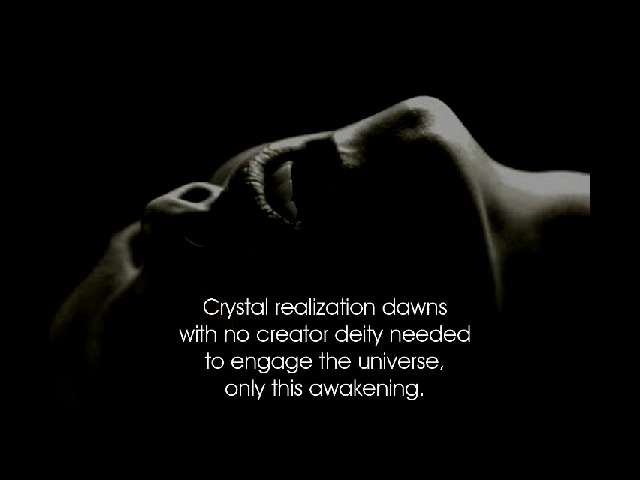 Crystal realization dawns
with no creator deity needed
to engage the universe,
only this awakening.